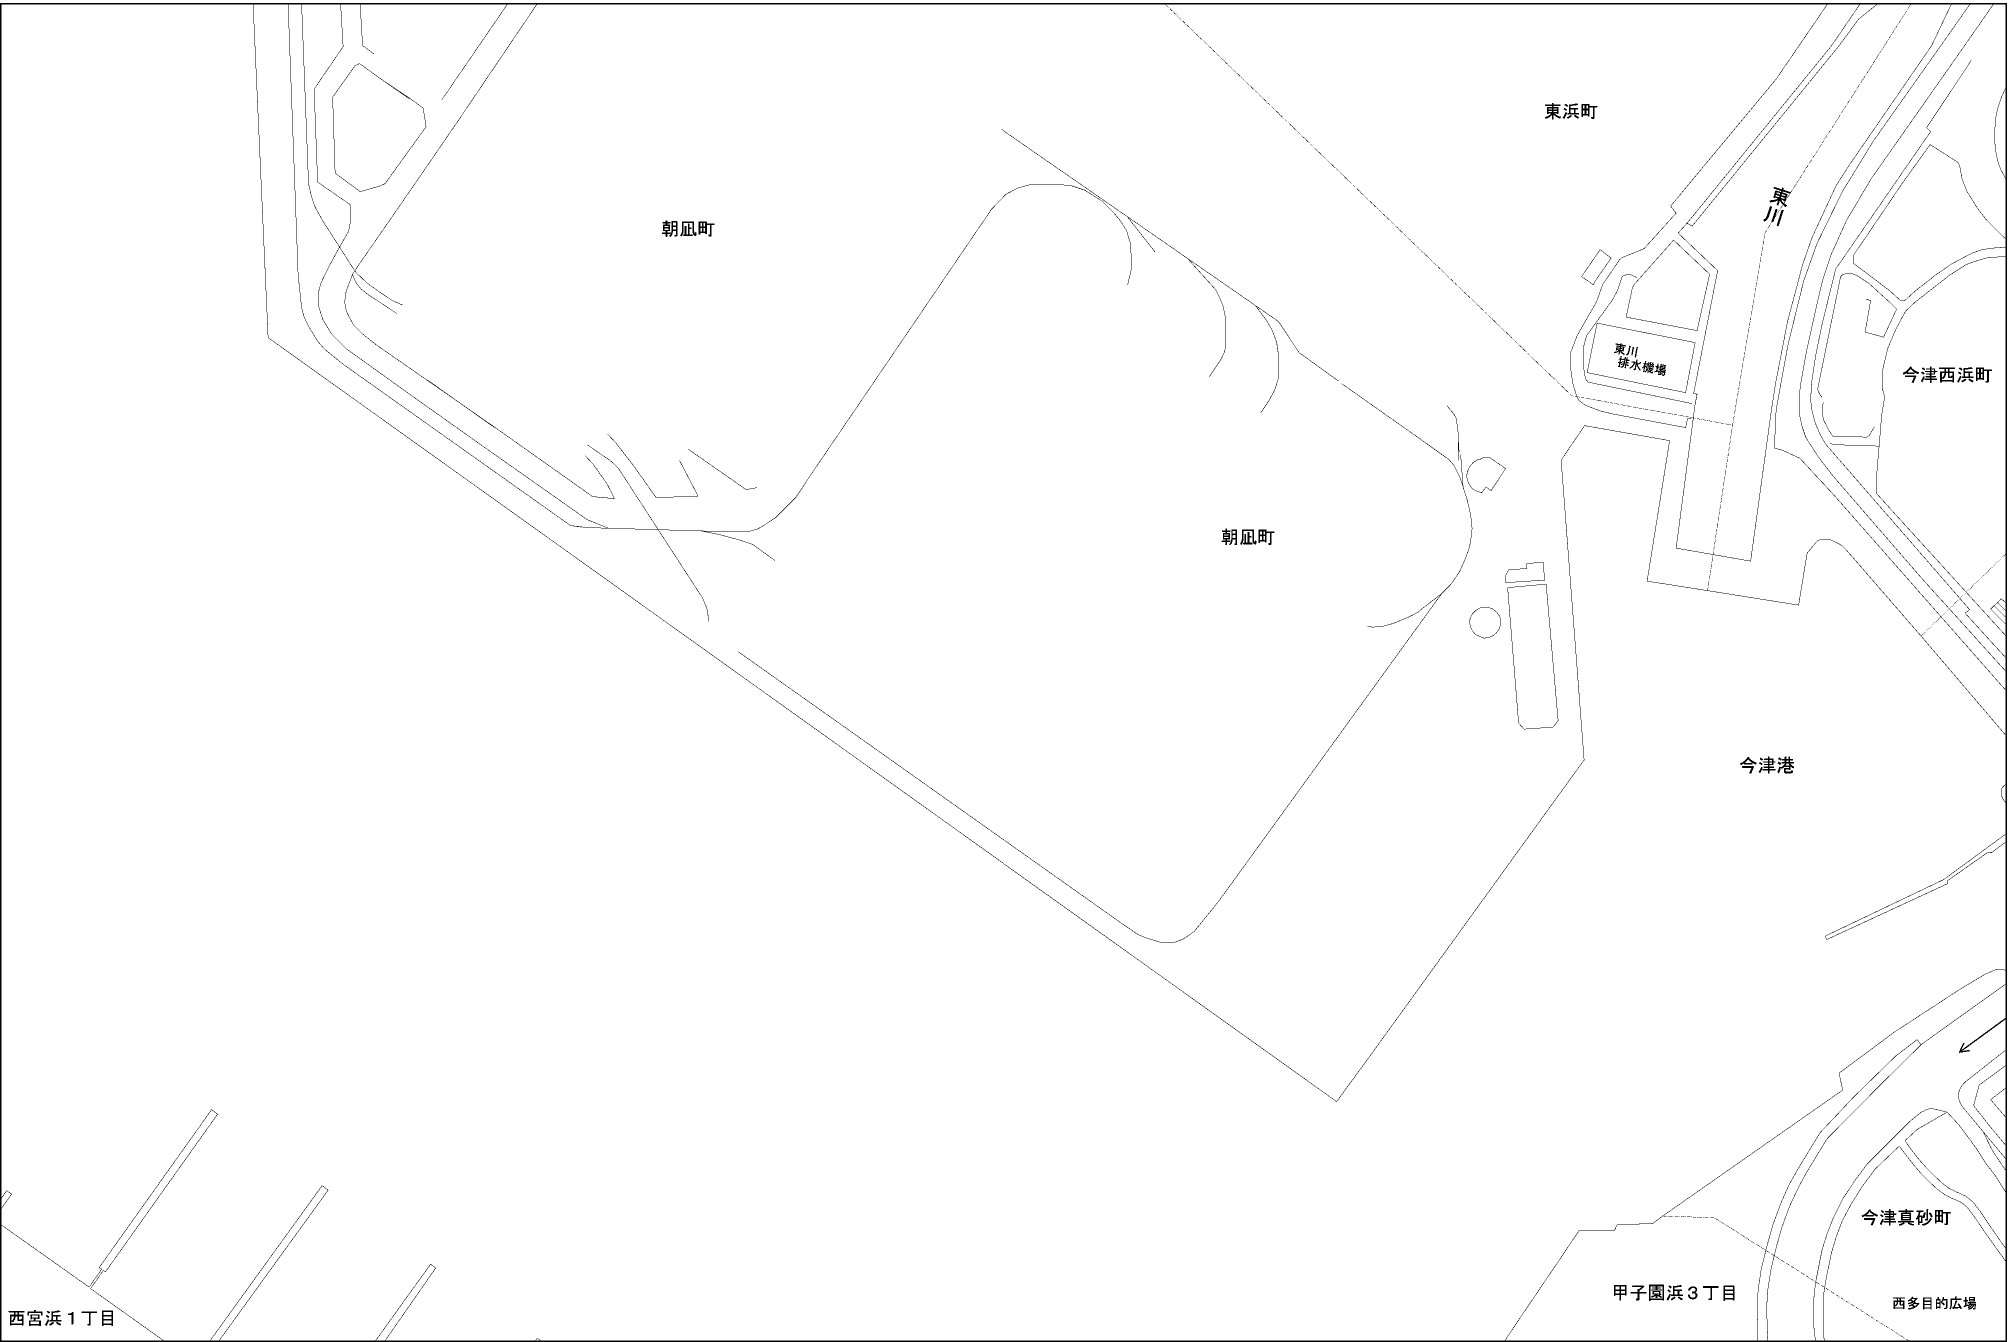 東浜町
東川
朝凪町
東川
排水機場
今津西浜町
朝凪町
今津港
今津真砂町
甲子園浜３丁目
西多目的広場
西宮浜１丁目